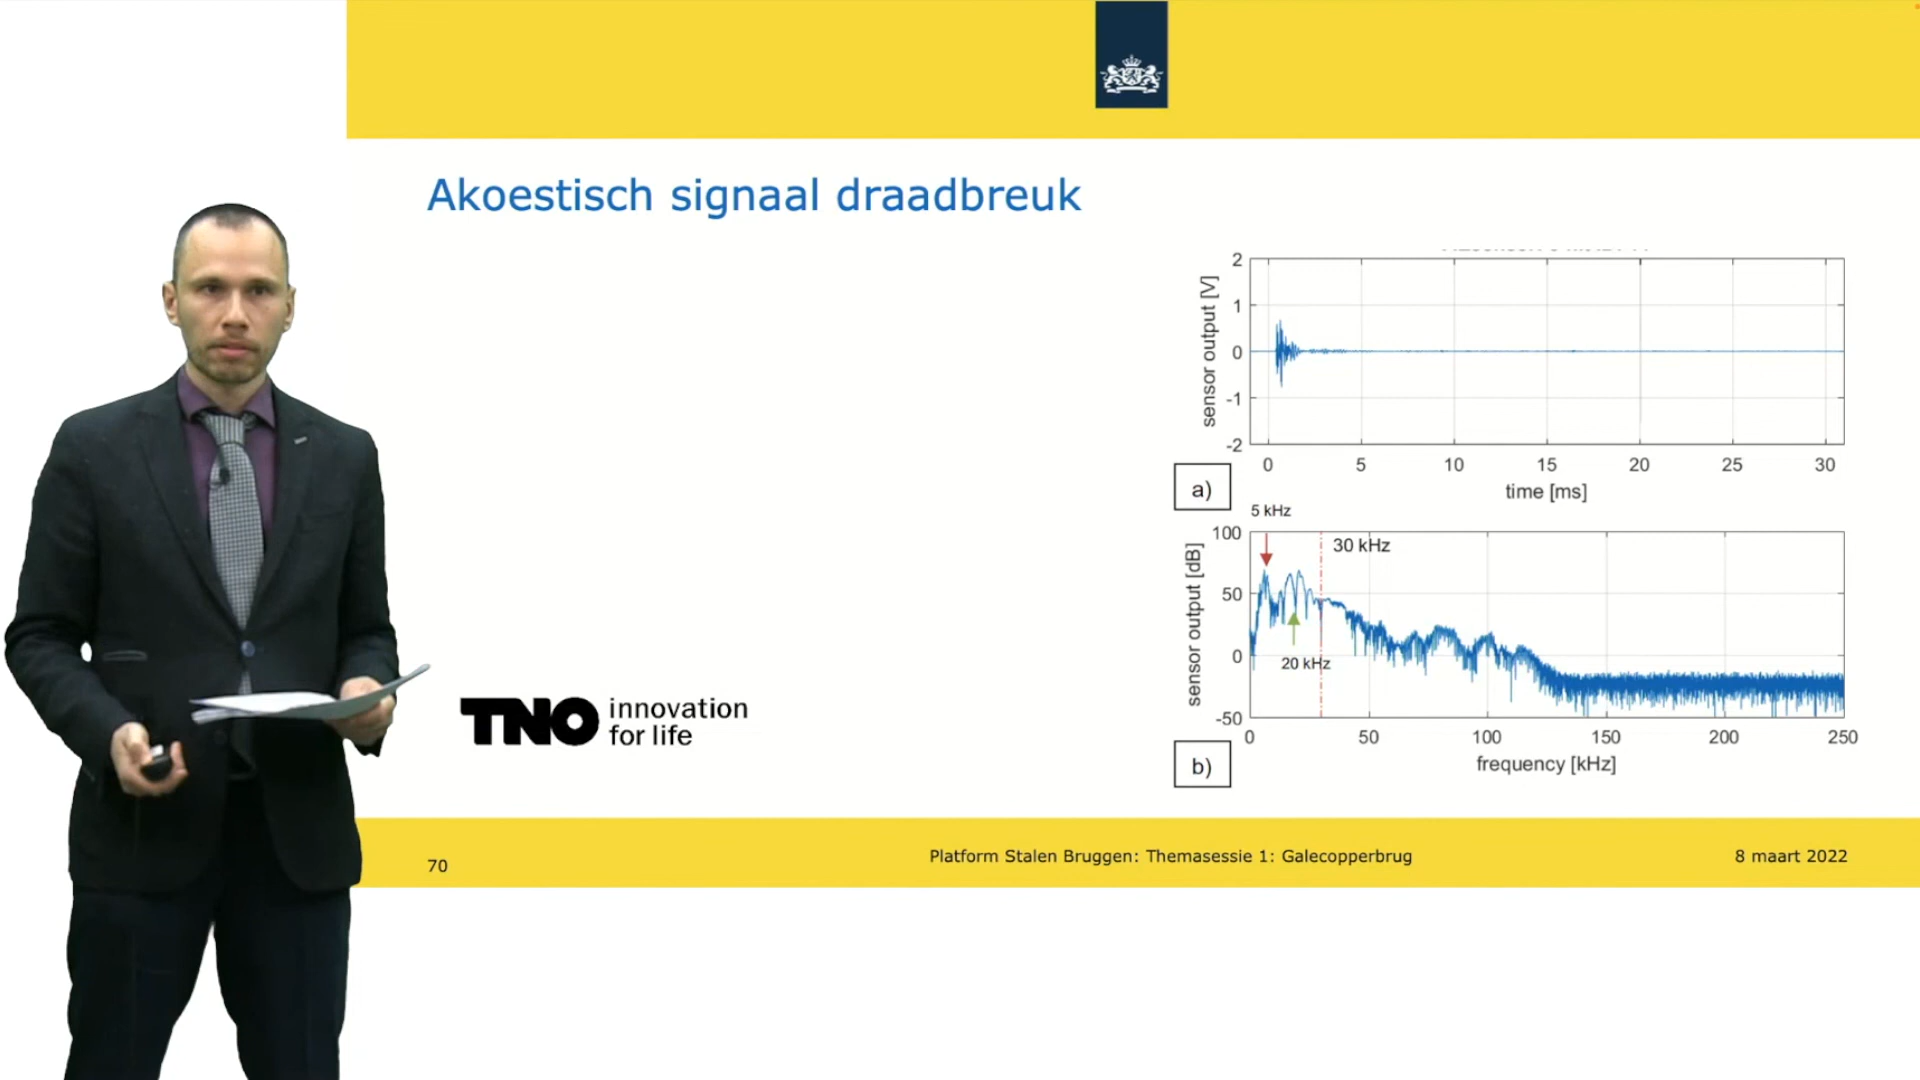 Akoestisch signaal draadbreuk
sensor output [V]
2
1
0
-1
-2
0 5 10 15 20 25 30
time [ms]
a)
5 kHz
30 kHz
20 kHz
sensor output [dB]
100
50
0
-50
0 50 100 150 200 250
frequency [kHz]
b)
TNO innovation
for life
70
Platform Stalen Bruggen: Themasessie 1: Galecopperbrug
8 maart 2022